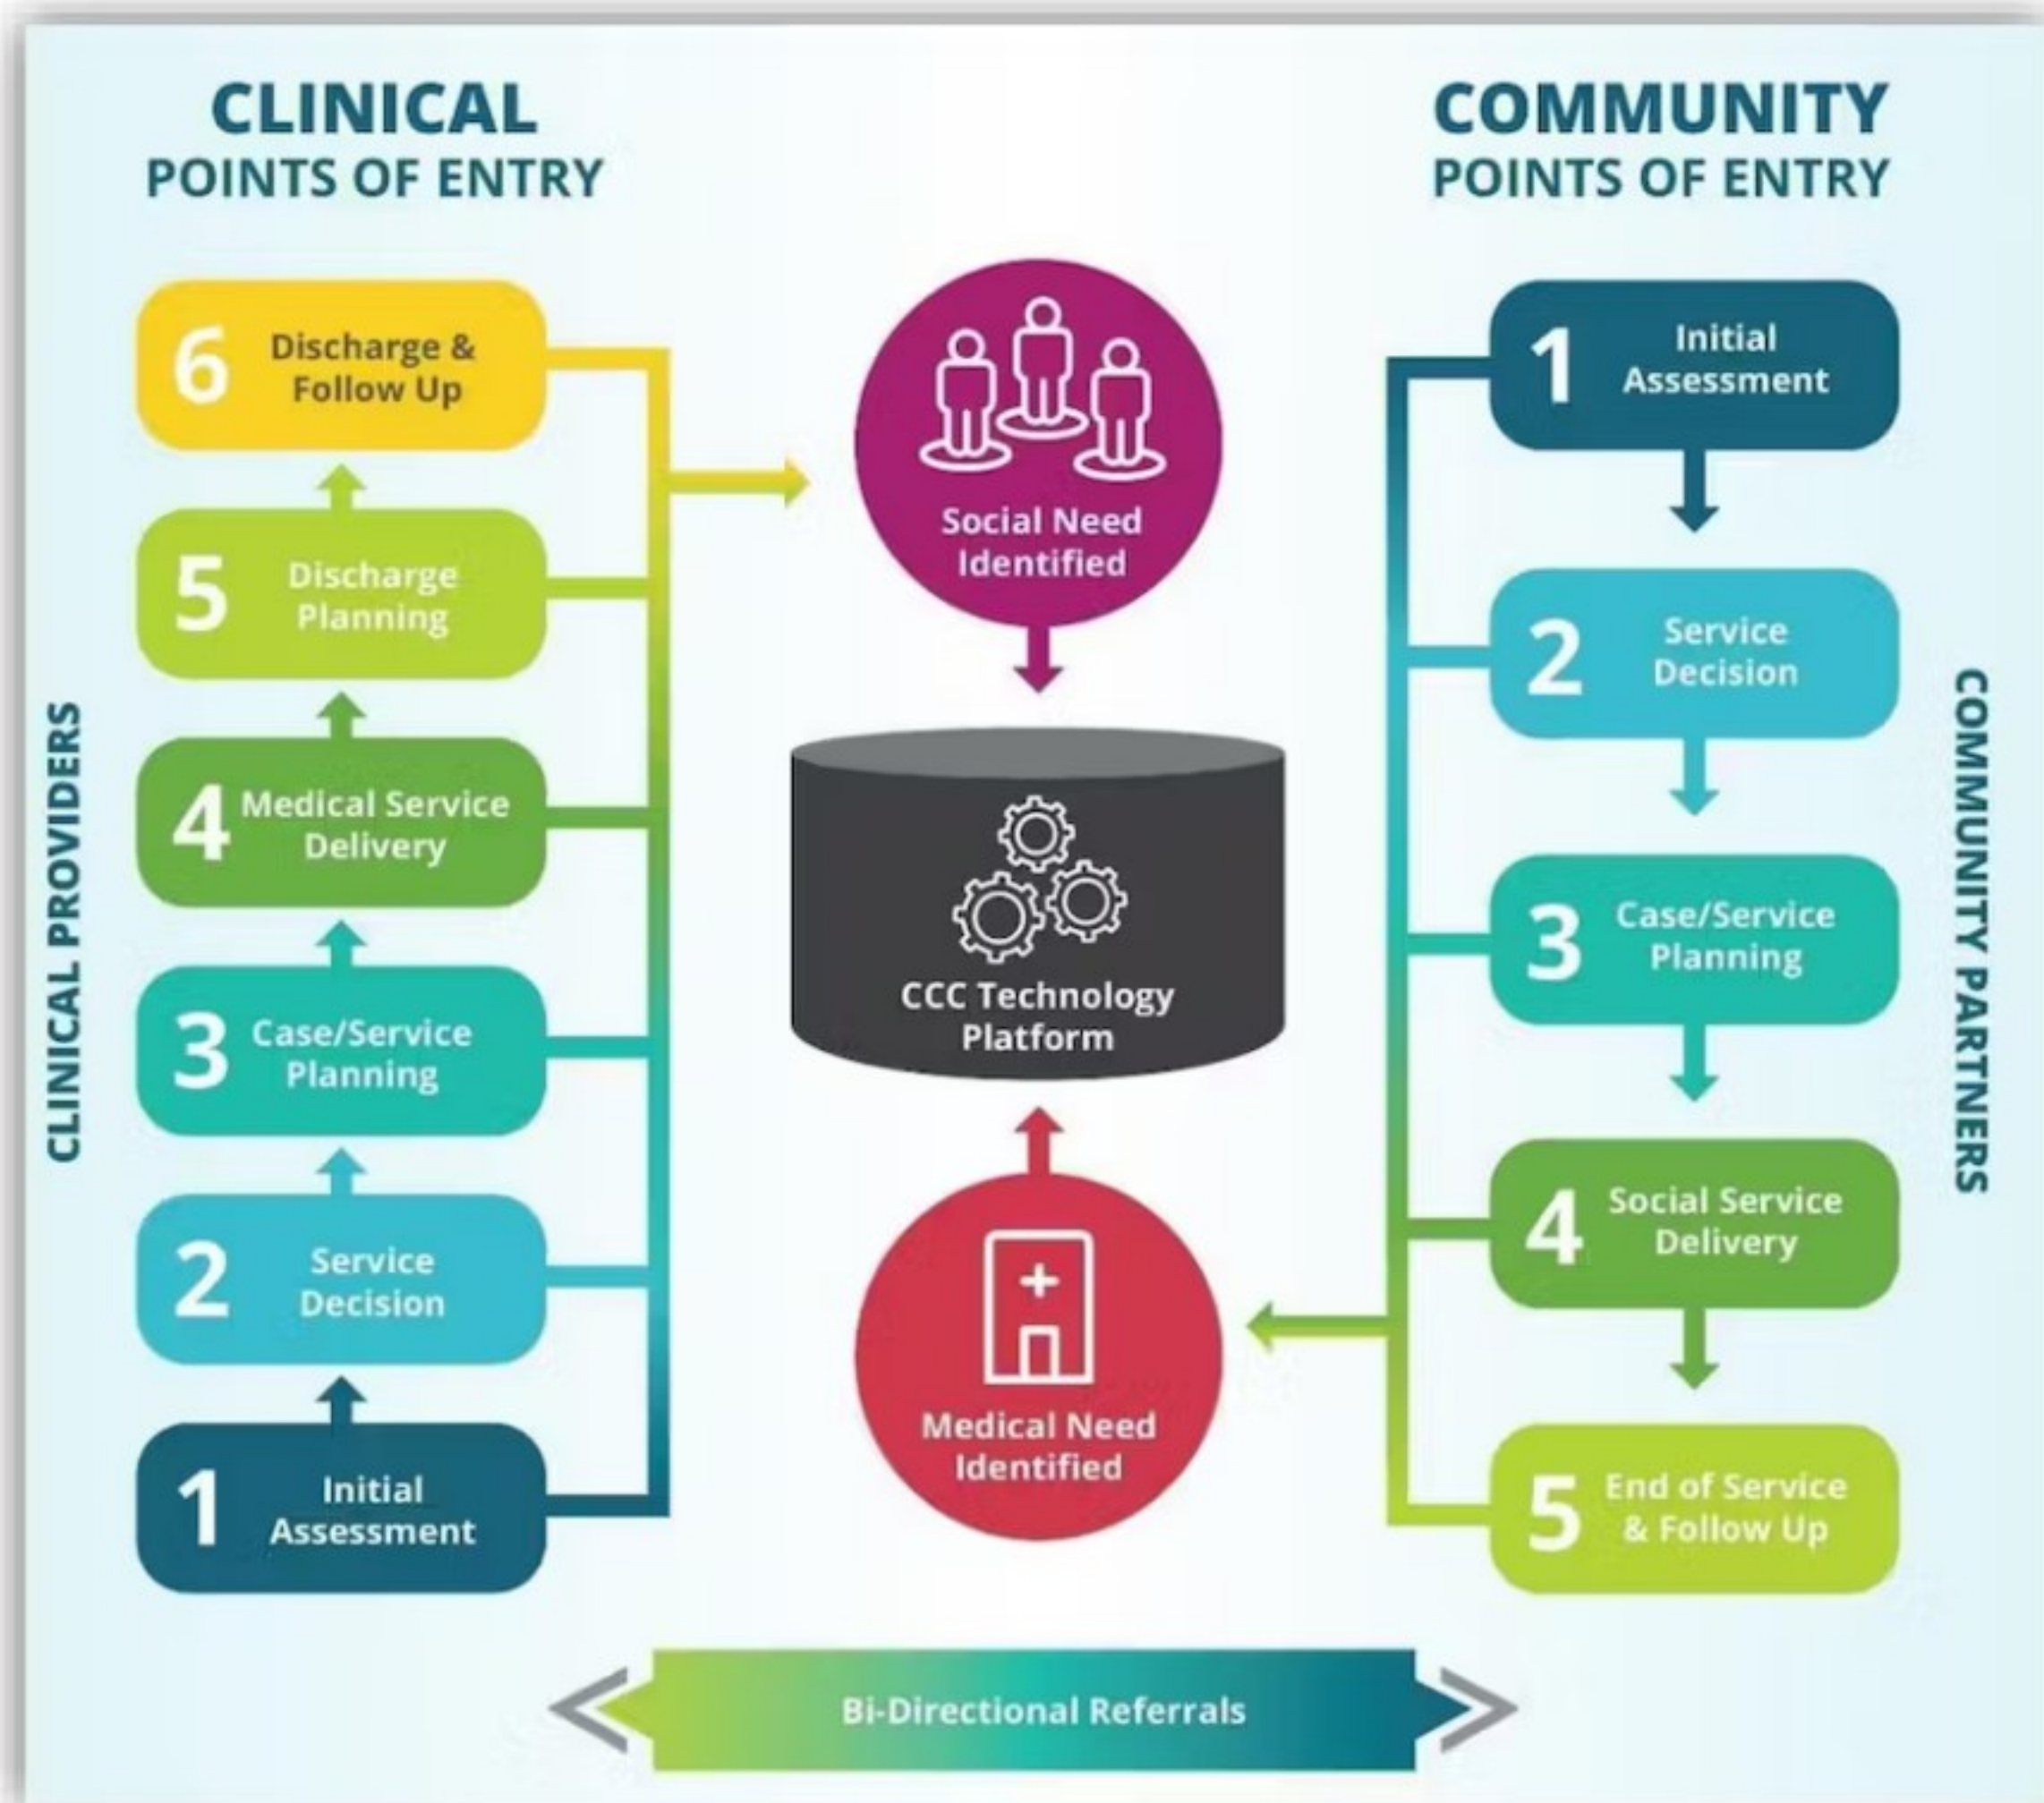 CLINICAL
POINTS OF ENTRY
COMMUNITY
POINTS OF ENTRY
CLINICAL PROVIDERS
6
Discharge &
Follow Up
5
Discharge
Planning
4
Medical Service
Delivery
3
Case/Service
Planning
2
Service
Decision
1
Initial
Assessment
Social Need
Identified
CCC Technology
Platform
Medical Need
Identified
1
Initial
Assessment
2
Service
Decision
3
Case/Service
Planning
4
Social Service
Delivery
5
End of Service
& Follow Up
COMMUNITY PARTNERS
Bi-Directional Referrals